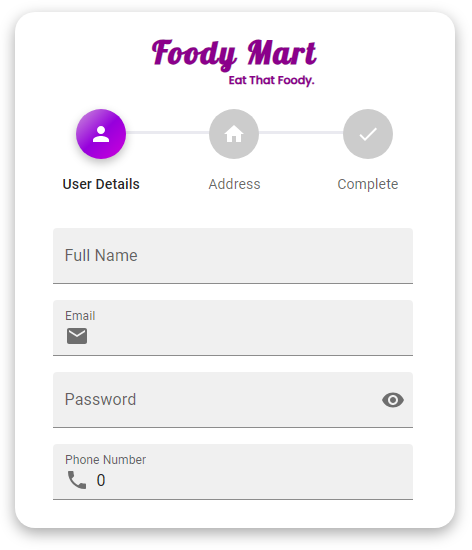 Foody Mart
Eat That Foody.
User Details Address Complete
Full Name
Email
Password
Phone Number
0